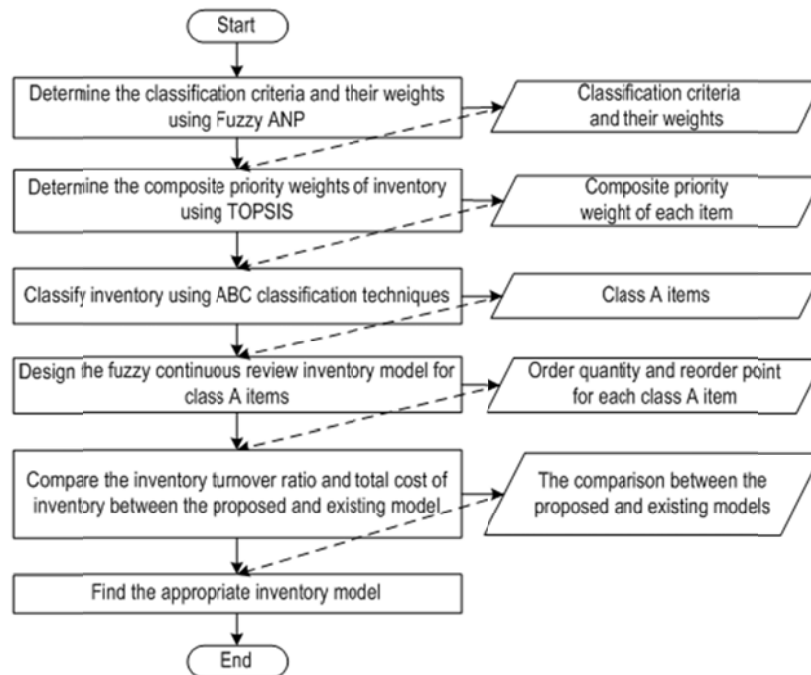 Start
Determine the classification criteria and their weights
using Fuzzy ANP
Classification criteria
and their weights
Determine the composite priority weights of inventory
using TOPSIS
Composite priority
weight of each item
Classify inventory using ABC classification techniques
Class A items
Design the fuzzy continuous review inventory model for
class A items
Order quantity and reorder point
for each class A item
Compare the inventory turnover ratio and total cost of
inventory between the proposed and existing model
The comparison between the
proposed and existing models
Find the appropriate inventory model
End